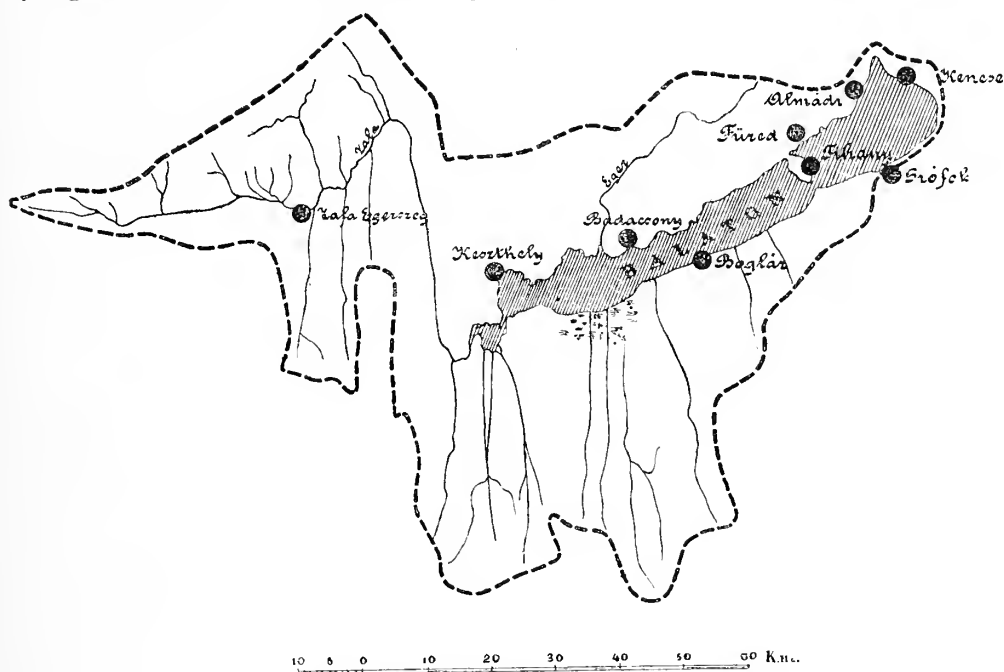 Kenese
Almádi
Füred
Tihany
Siófok
Zala
Eger
Zala Egerszeg
Badacsony
Keszthely
BALATON
Boglár
10 5 0 10 20 30 40 50 60 K.m.